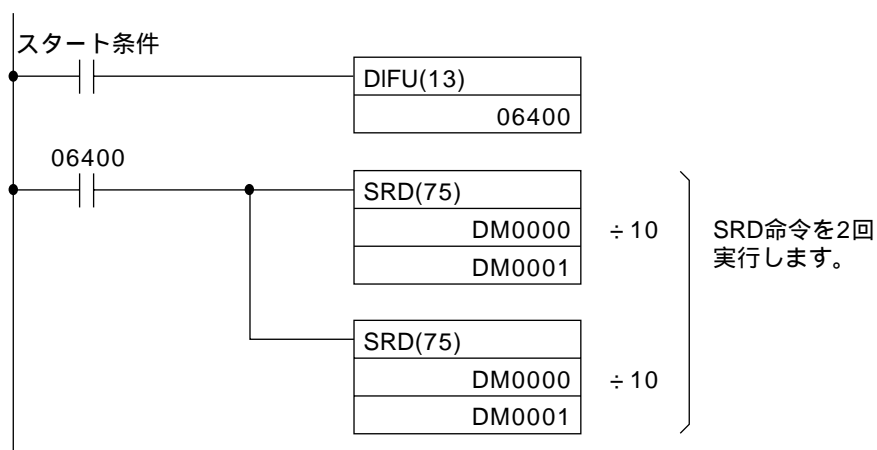 スタート条件
DIFU(13)
06400
06400
SRD(75)
DM0000 ÷10
DM0001
SRD命令を2回
実行します。
SRD(75)
DM0000 ÷10
DM0001